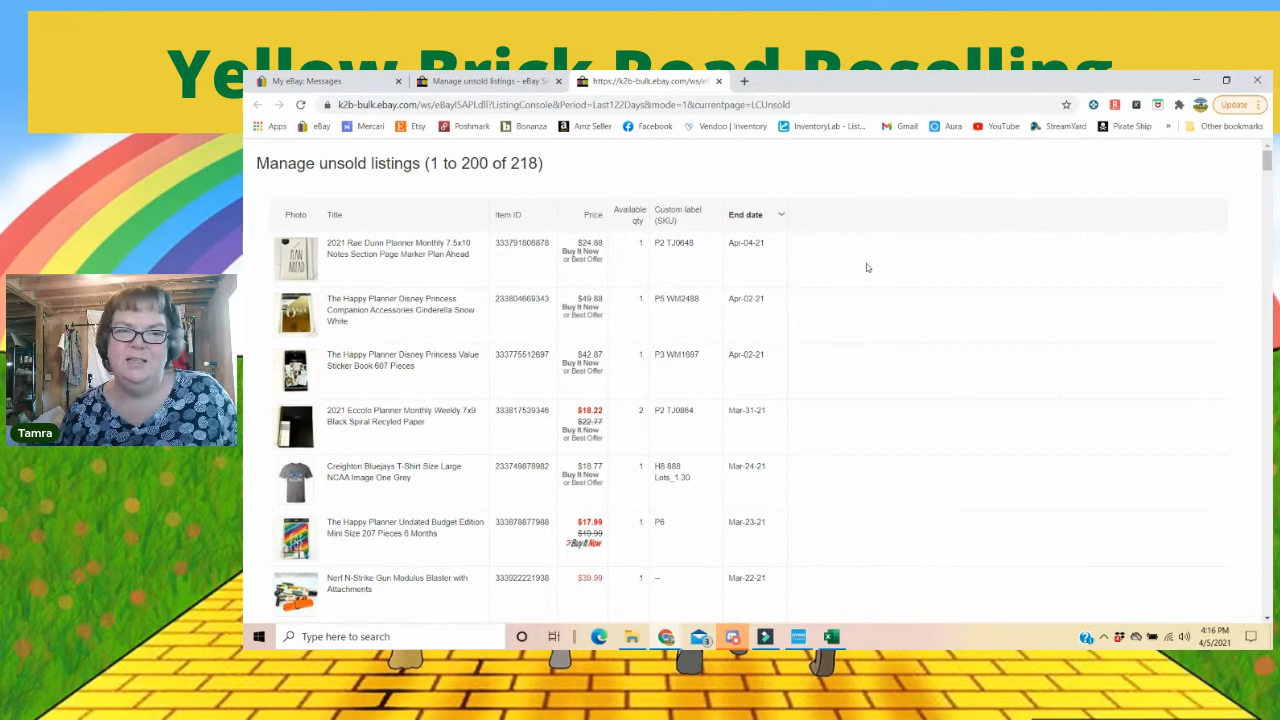 Yellow Brick Road Reselling
My eBay: Messages
Manage unsold listings - eBay Se
https://k2b-bulk.ebay.com/ws/eB
k2b-bulk.ebay.com/ws/eBayISAPI.dll?ListingConsole&Period=Last122Days&mode=1&currentpage=LCUnsold
Update
Apps eBay Mercari Etsy Poshmark Bonanza Amz Seller Facebook Vendoo | Inventory InventoryLab - List... Gmail Aura YouTube StreamYard Pirate Ship » Other bookmarks
Manage unsold listings (1 to 200 of 218)
Photo Title Item ID Price Available qty Custom label (SKU) End date
2021 Rae Dunn Planner Monthly 7.5x10 333791806878 $24.88 1 P2 TJ0648 Apr-04-21
Notes Section Page Marker Plan Ahead Buy It Now
or Best Offer
PLAN
AHEAD
The Happy Planner Disney Princess 233804669343 $49.88 1 P5 WM2488 Apr-02-21
Companion Accessories Cinderella Snow Buy It Now
White or Best Offer
The Happy Planner Disney Princess Value 333775512697 $42.87 1 P3 WM1697 Apr-02-21
Sticker Book 607 Pieces Buy It Now
or Best Offer
2021 Eccolo Planner Monthly Weekly 7x9 333817539346 $18.22 2 P2 TJ0864 Mar-31-21
Black Spiral Recyled Paper $22.77
Buy It Now
or Best Offer
Creighton Bluejays T-Shirt Size Large 233749878982 $18.77 1 H8 888 Mar-24-21
NCAA Image One Grey Buy It Now Lots_1.30
or Best Offer
The Happy Planner Undated Budget Edition 333878877988 $17.99 1 P6 Mar-23-21
Mini Size 207 Pieces 6 Months $19.99
Buy It Now
Nerf N-Strike Gun Modulus Blaster with 333922221938 $39.99 1 -- Mar-22-21
Attachments
Tamra
Type here to search
3
4:16 PM
4/5/2021